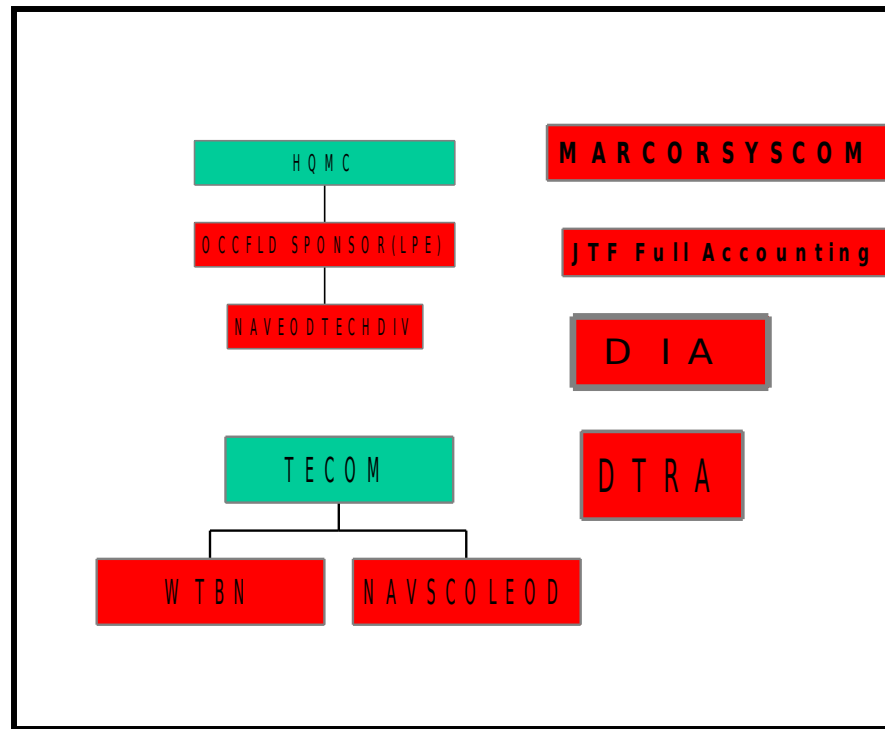 HQMC
OCCFLD SPONSOR(LPE)
NAVEODTECHDIV
TECOM
WTBN
NAVSCOLEOD
MARCORSYSCOM
JTF Full Accounting
DIA
DTRA